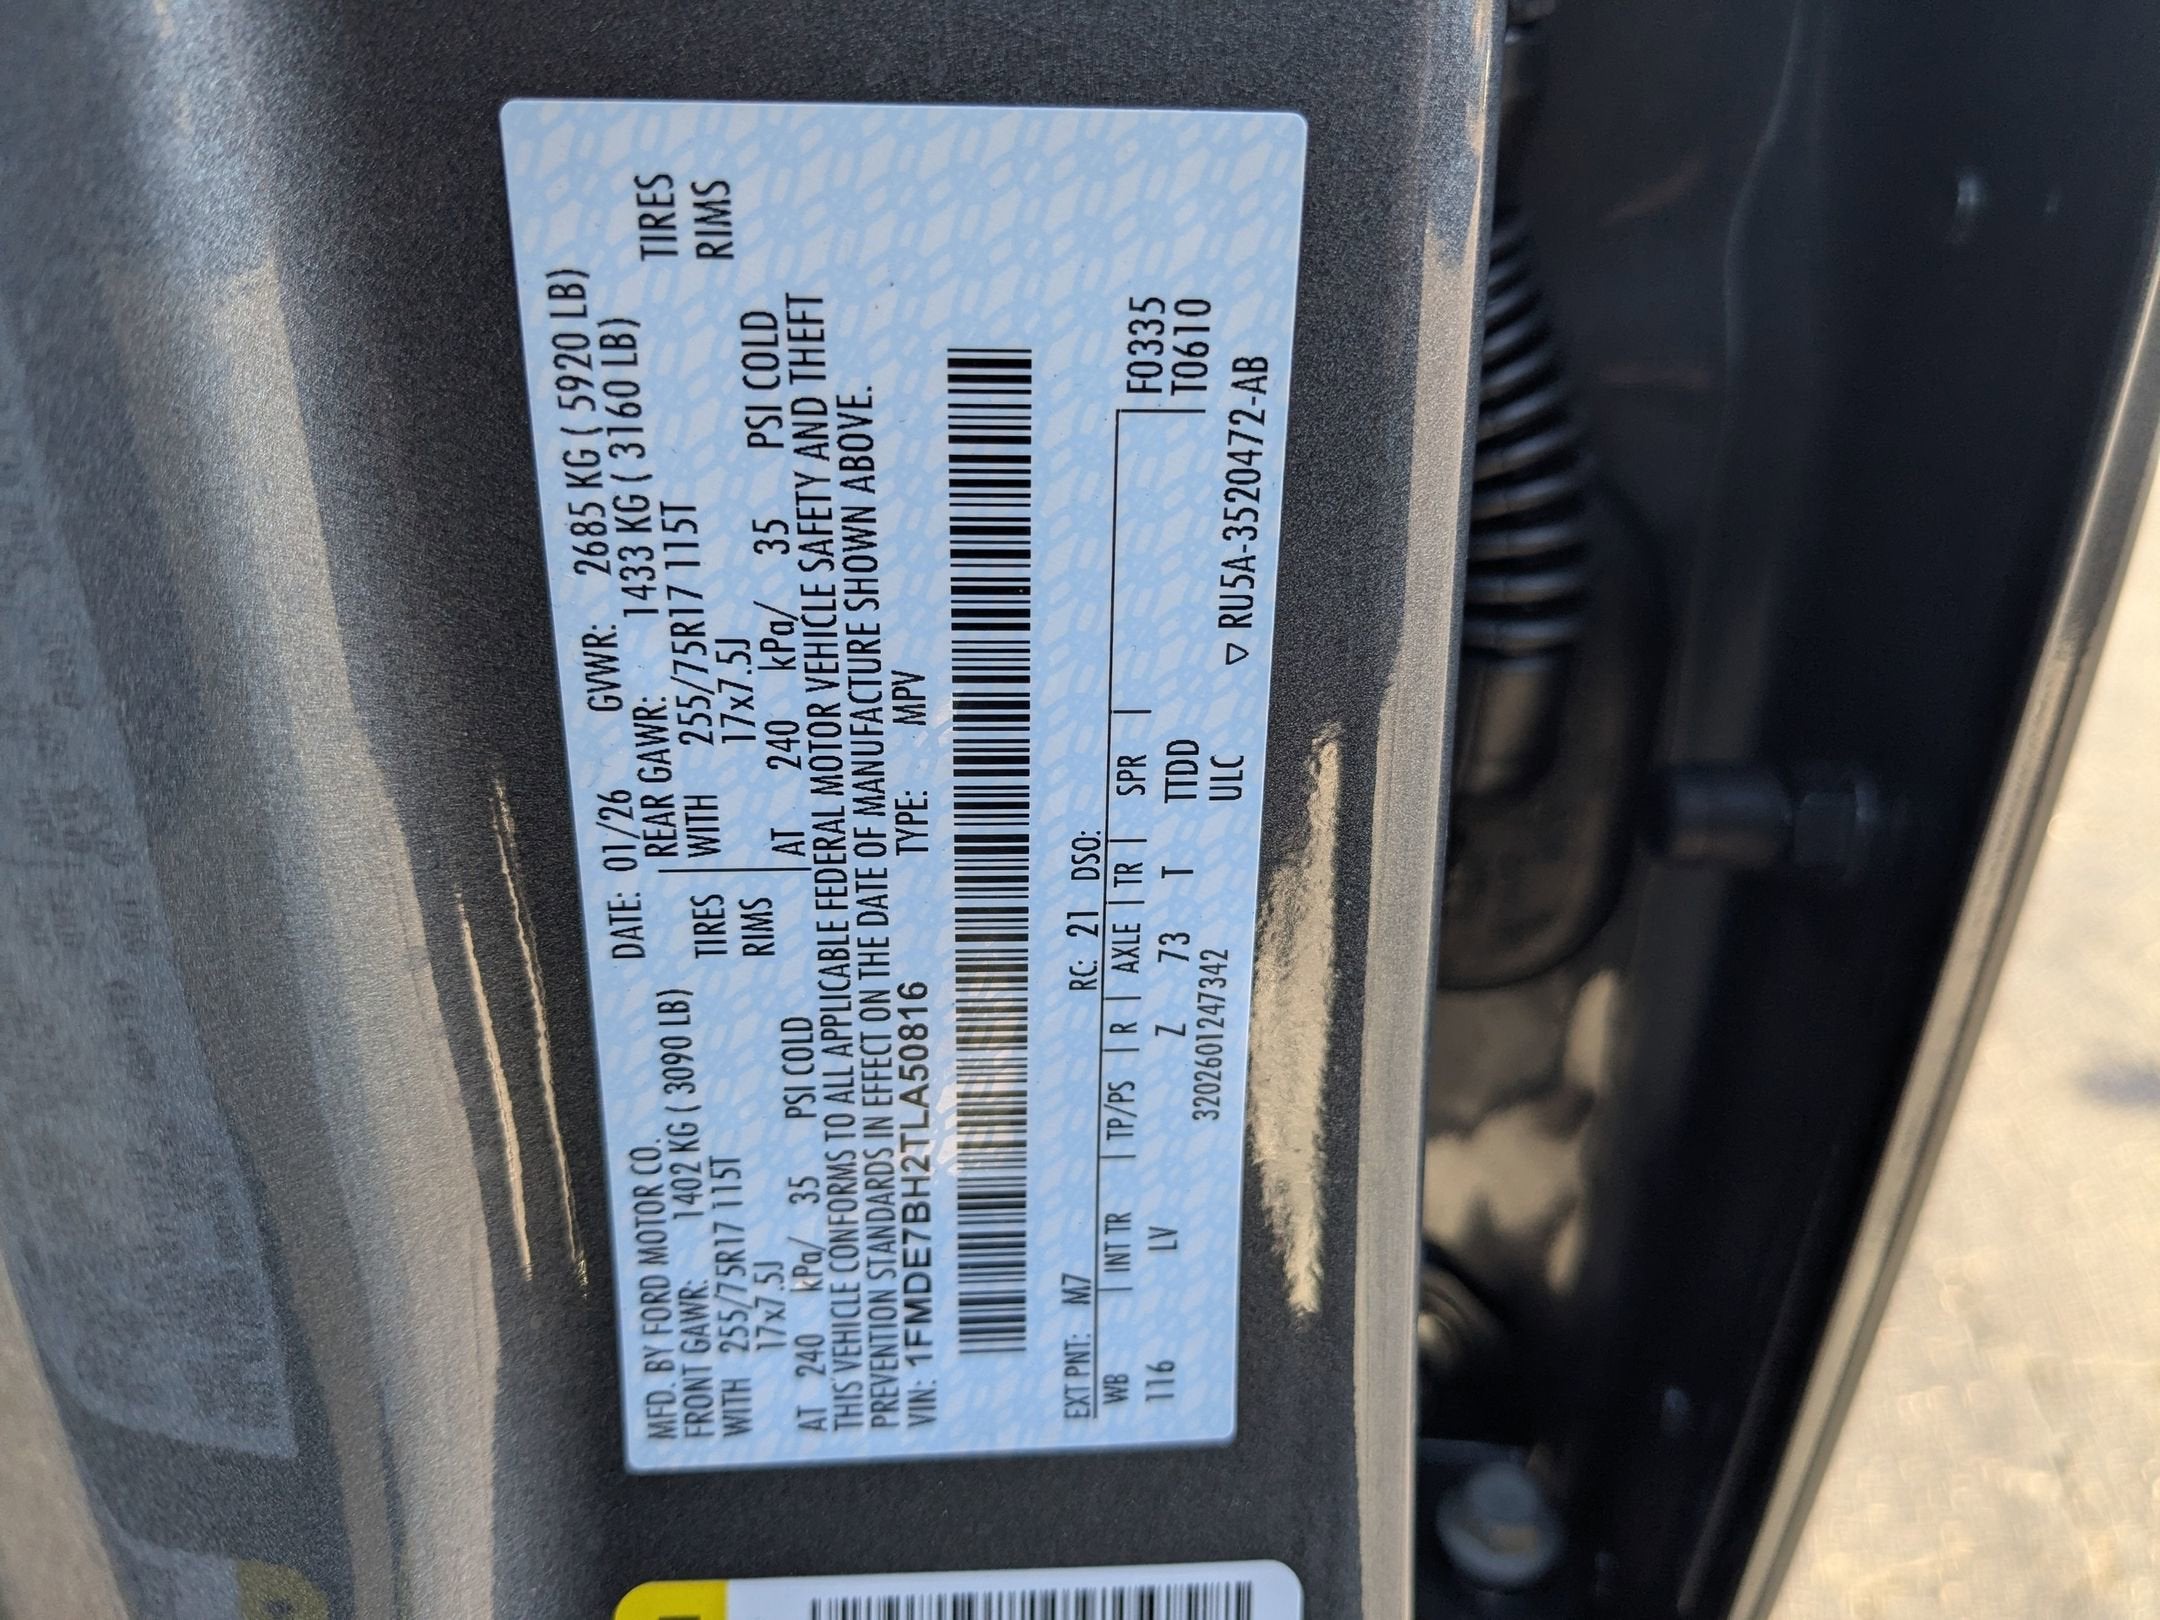 MFD. BY FORD MOTOR CO.
DATE: 01/26 GVWR: 2685 KG ( 5920 LB)
FRONT GAWR: 1402 KG ( 3090 LB)
REAR GAWR: 1433 KG ( 3160 LB)
WITH 255/75R17 115T TIRES
WITH 255/75R17 115T TIRES
17x7.5J RIMS
17x7.5J RIMS
AT 240 kPa/ 35 PSI COLD
AT 240 kPa/ 35 PSI COLD
THIS VEHICLE CONFORMS TO ALL APPLICABLE FEDERAL MOTOR VEHICLE SAFETY AND THEFT
PREVENTION STANDARDS IN EFFECT ON THE DATE OF MANUFACTURE SHOWN ABOVE.
VIN: 1FMDE7BH2TLA50816 TYPE: MPV
EXT PNT: M7 RC: 21 DSO:
WB | INT TR | TP/PS | R | AXLE | TR | SPR | F0335
116 LV Z 73 T TTDD T0610
3202601247342 ULC
▽ RU5A-3520472-AB